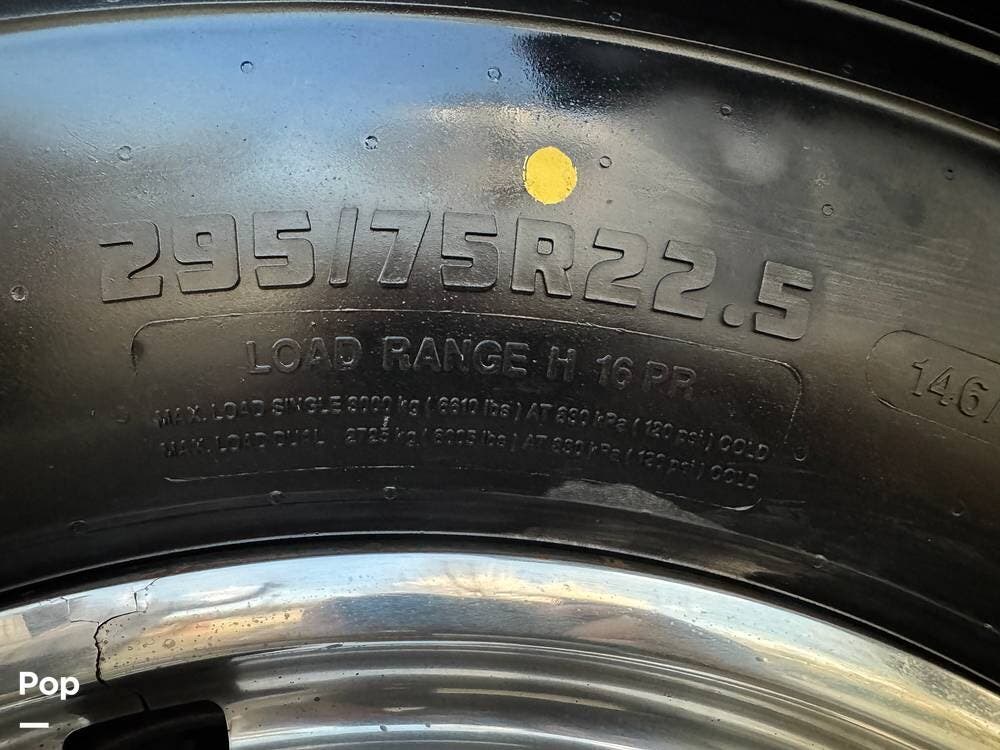 295/75R22.5
LOAD RANGE H 16 PR
MAX. LOAD SINGLE 3000 kg ( 6610 lbs ) AT 830 kPa ( 120 psi ) COLD
MAX. LOAD DUAL 2725 kg ( 6005 lbs ) AT 830 kPa ( 120 psi ) COLD
146/
Pop